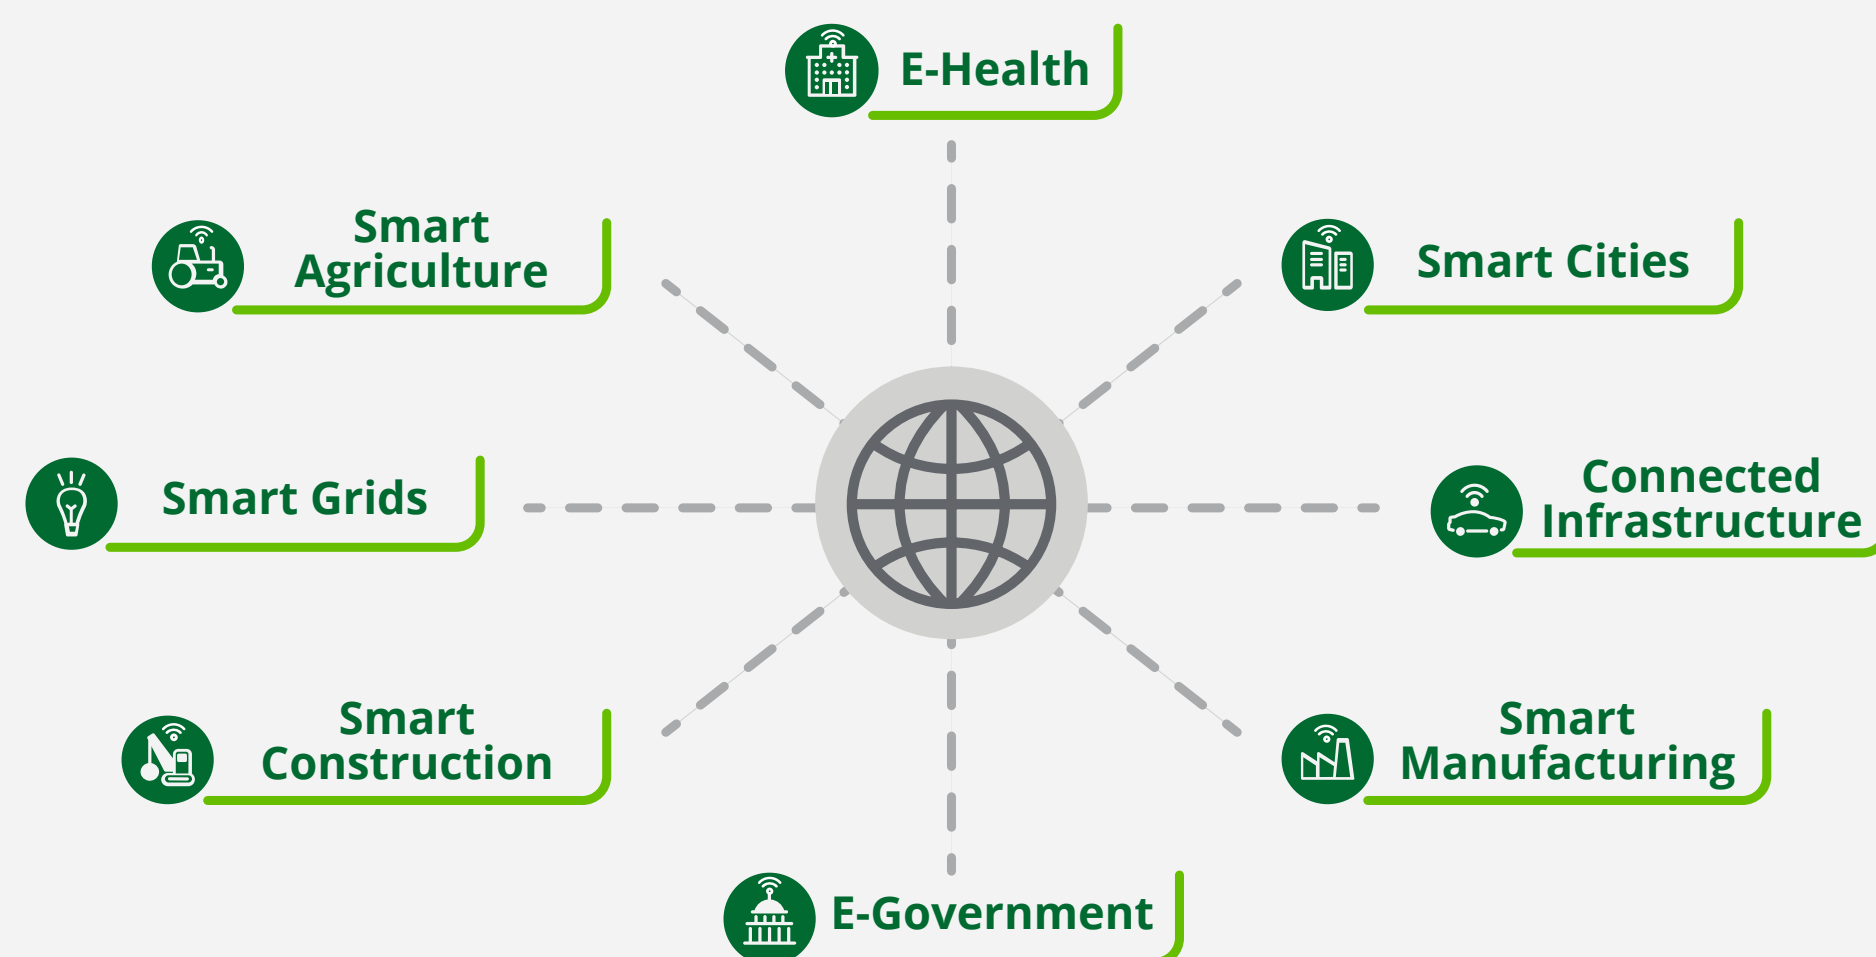 E-Health
Smart
Agriculture
Smart Cities
Smart Grids
Connected
Infrastructure
Smart
Construction
Smart
Manufacturing
E-Government